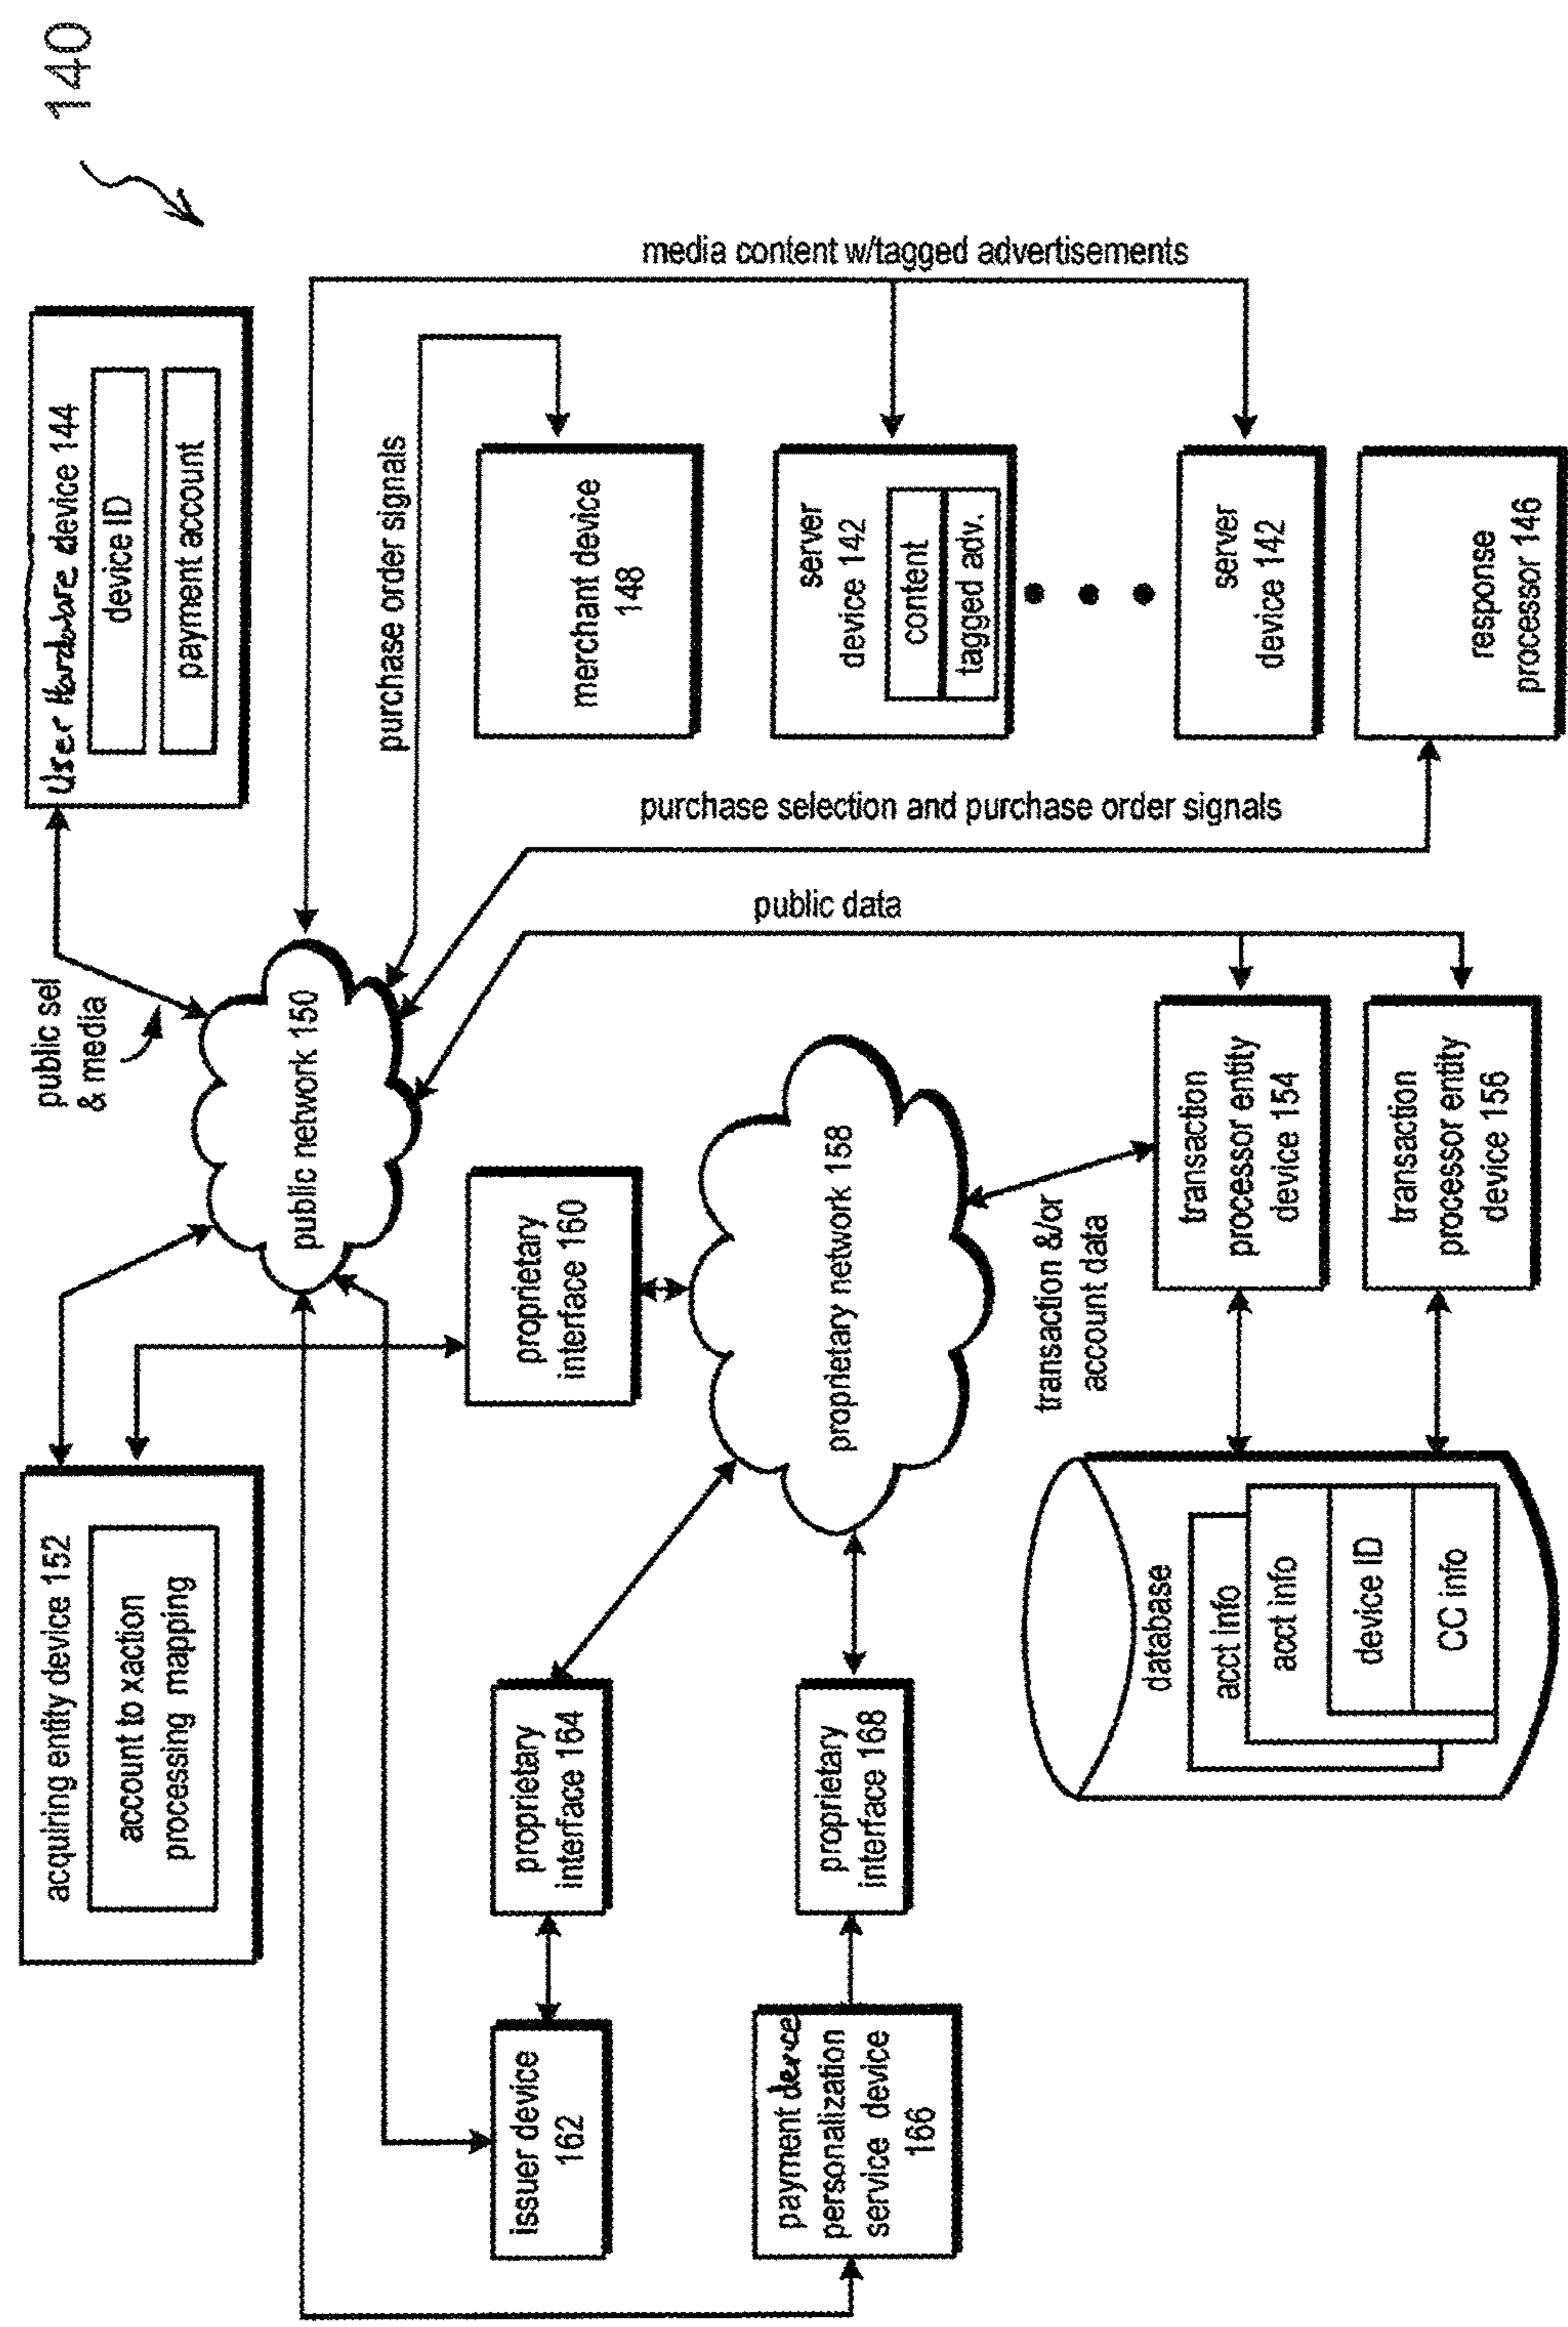 140
acquiring entity device 152
account to xaction
processing mapping
public sel
& media
User Hardware device 144
device ID
payment account
public network 150
purchase order signals
media content w/tagged advertisements
issuer device
162
proprietary
interface 164
proprietary
interface 160
merchant device
148
payment device
personalization
service device
166
proprietary
interface 168
proprietary network 158
public data
purchase selection and purchase order signals
server
device 142
content
tagged adv.
transaction &/or
account data
database
acct info
acct info
device ID
CC info
transaction
processor entity
device 154
transaction
processor entity
device 156
server
device 142
response
processor 146